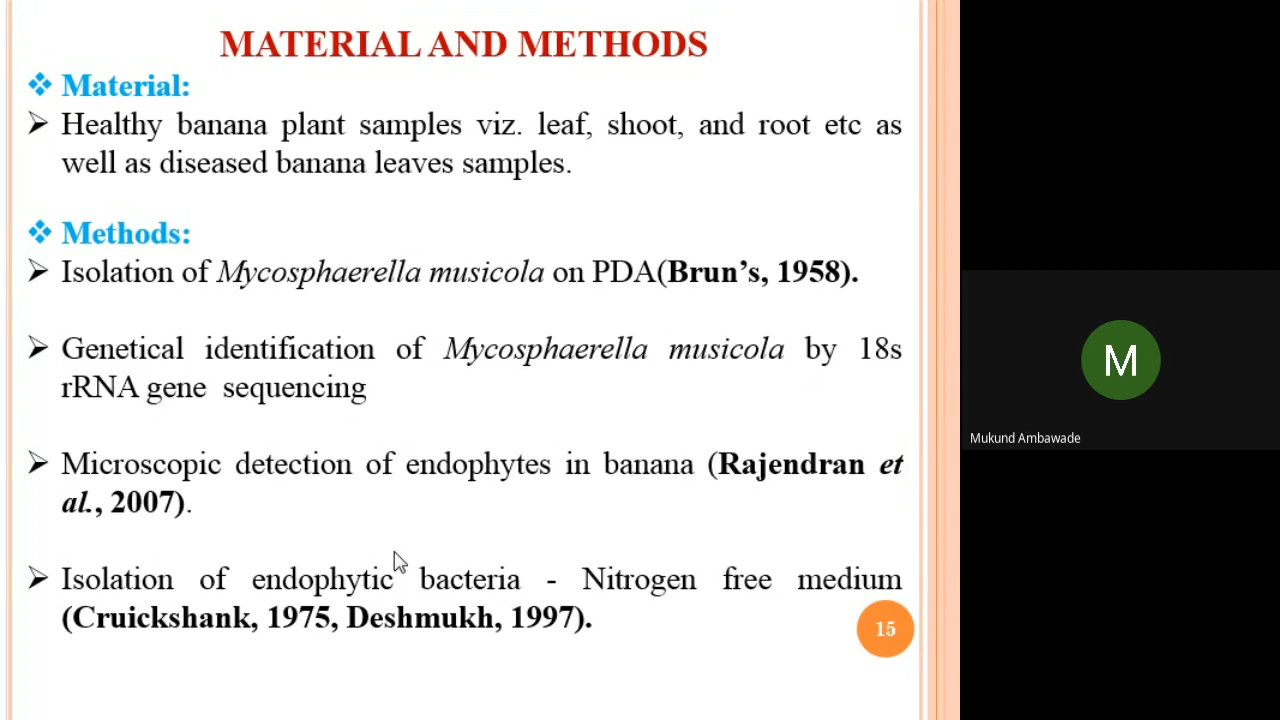 MATERIAL AND METHODS
❖ Material:
➢ Healthy banana plant samples viz. leaf, shoot, and root etc as
well as diseased banana leaves samples.
❖ Methods:
➢ Isolation of Mycosphaerella musicola on PDA(Brun’s, 1958).
➢ Genetical identification of Mycosphaerella musicola by 18s
rRNA gene sequencing
➢ Microscopic detection of endophytes in banana (Rajendran et
al., 2007).
➢ Isolation of endophytic bacteria - Nitrogen free medium
(Cruickshank, 1975, Deshmukh, 1997).
15
M
Mukund Ambawade